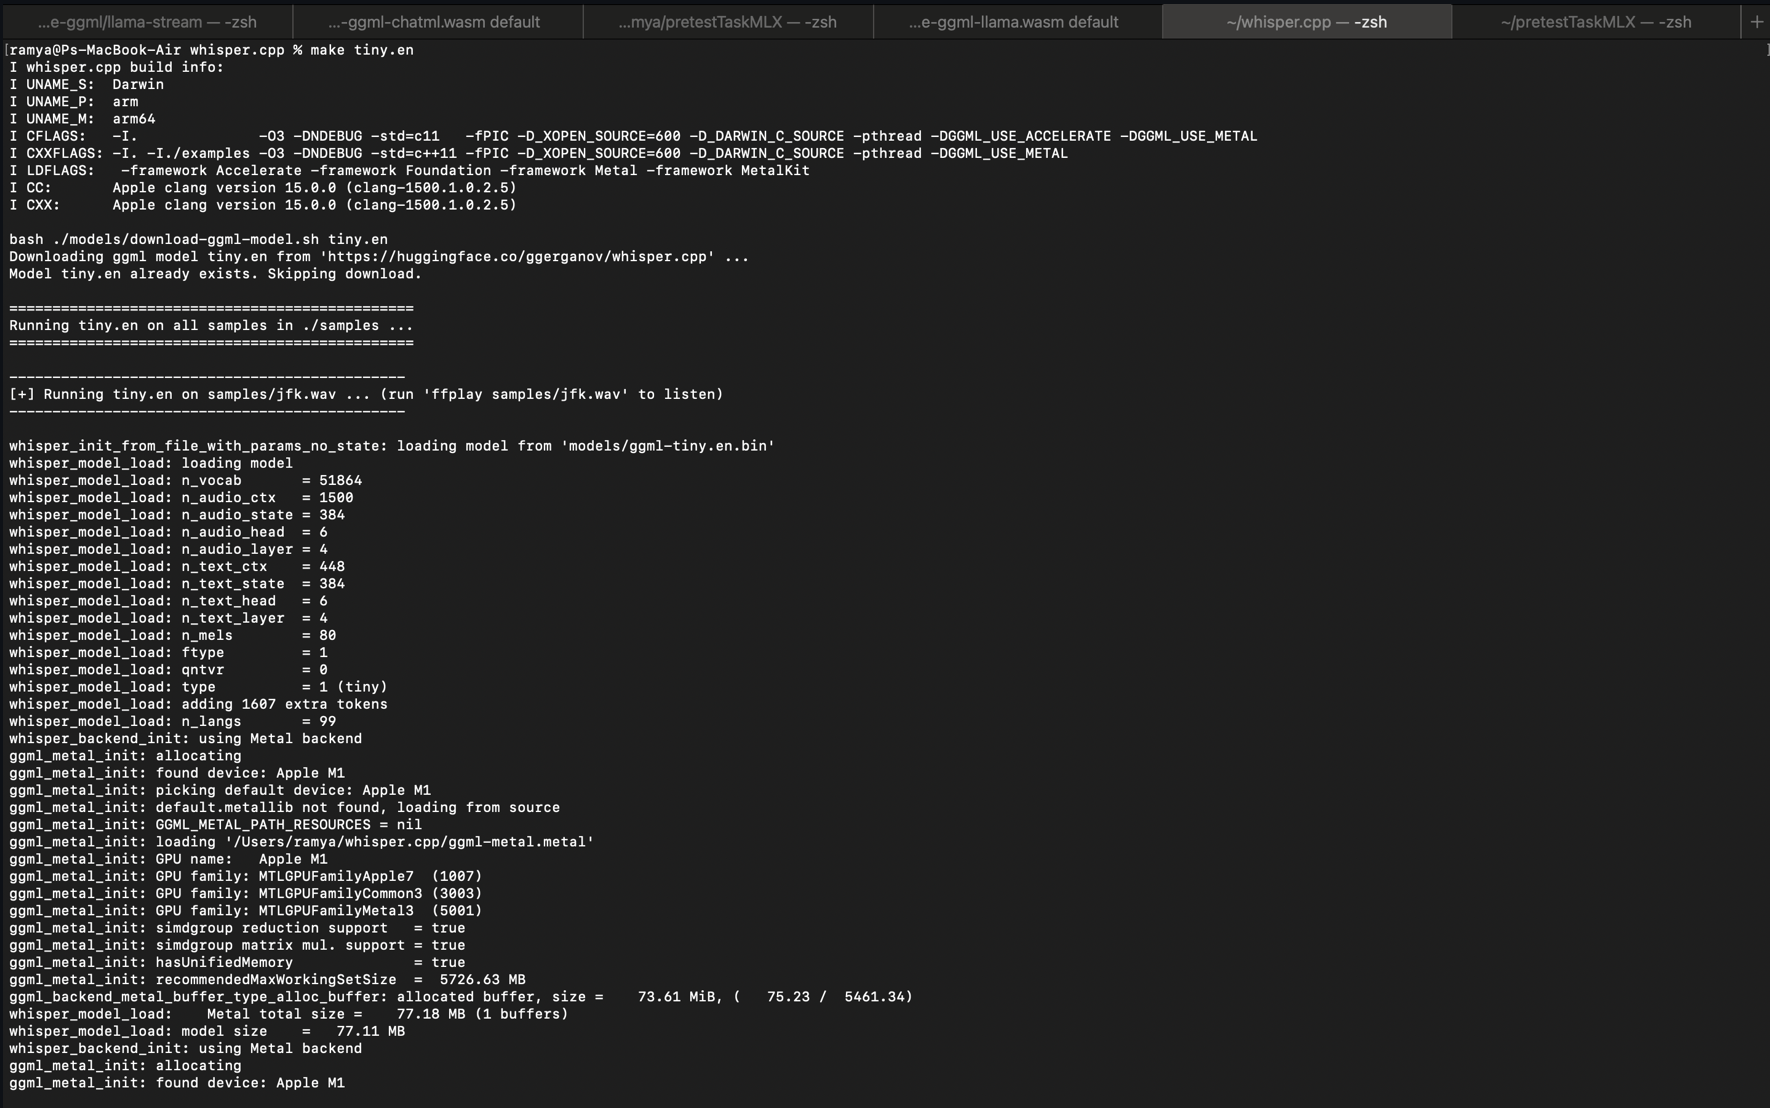 ...e-ggml/llama-stream — -zsh
...-ggml-chatml.wasm default
...mya/pretestTaskMLX — -zsh
...e-ggml-llama.wasm default
~/whisper.cpp — -zsh
~/pretestTaskMLX — -zsh
+
[ramya@Ps-MacBook-Air whisper.cpp % make tiny.en
I whisper.cpp build info:
I UNAME_S:  Darwin
I UNAME_P:  arm
I UNAME_M:  arm64
I CFLAGS:   -I.              -O3 -DNDEBUG -std=c11   -fPIC -D_XOPEN_SOURCE=600 -D_DARWIN_C_SOURCE -pthread -DGGML_USE_ACCELERATE -DGGML_USE_METAL
I CXXFLAGS: -I. -I./examples -O3 -DNDEBUG -std=c++11 -fPIC -D_XOPEN_SOURCE=600 -D_DARWIN_C_SOURCE -pthread -DGGML_USE_METAL
I LDFLAGS:   -framework Accelerate -framework Foundation -framework Metal -framework MetalKit
I CC:       Apple clang version 15.0.0 (clang-1500.1.0.2.5)
I CXX:      Apple clang version 15.0.0 (clang-1500.1.0.2.5)

bash ./models/download-ggml-model.sh tiny.en
Downloading ggml model tiny.en from 'https://huggingface.co/ggerganov/whisper.cpp' ...
Model tiny.en already exists. Skipping download.

===============================================
Running tiny.en on all samples in ./samples ...
===============================================

----------------------------------------------
[+] Running tiny.en on samples/jfk.wav ... (run 'ffplay samples/jfk.wav' to listen)
----------------------------------------------

whisper_init_from_file_with_params_no_state: loading model from 'models/ggml-tiny.en.bin'
whisper_model_load: loading model
whisper_model_load: n_vocab       = 51864
whisper_model_load: n_audio_ctx   = 1500
whisper_model_load: n_audio_state = 384
whisper_model_load: n_audio_head  = 6
whisper_model_load: n_audio_layer = 4
whisper_model_load: n_text_ctx    = 448
whisper_model_load: n_text_state  = 384
whisper_model_load: n_text_head   = 6
whisper_model_load: n_text_layer  = 4
whisper_model_load: n_mels        = 80
whisper_model_load: ftype         = 1
whisper_model_load: qntvr         = 0
whisper_model_load: type          = 1 (tiny)
whisper_model_load: adding 1607 extra tokens
whisper_model_load: n_langs       = 99
whisper_backend_init: using Metal backend
ggml_metal_init: allocating
ggml_metal_init: found device: Apple M1
ggml_metal_init: picking default device: Apple M1
ggml_metal_init: default.metallib not found, loading from source
ggml_metal_init: GGML_METAL_PATH_RESOURCES = nil
ggml_metal_init: loading '/Users/ramya/whisper.cpp/ggml-metal.metal'
ggml_metal_init: GPU name:   Apple M1
ggml_metal_init: GPU family: MTLGPUFamilyApple7  (1007)
ggml_metal_init: GPU family: MTLGPUFamilyCommon3 (3003)
ggml_metal_init: GPU family: MTLGPUFamilyMetal3  (5001)
ggml_metal_init: simdgroup reduction support   = true
ggml_metal_init: simdgroup matrix mul. support = true
ggml_metal_init: hasUnifiedMemory              = true
ggml_metal_init: recommendedMaxWorkingSetSize  =  5726.63 MB
ggml_backend_metal_buffer_type_alloc_buffer: allocated buffer, size =    73.61 MiB, (   75.23 /  5461.34)
whisper_model_load:    Metal total size =    77.18 MB (1 buffers)
whisper_model_load: model size    =   77.11 MB
whisper_backend_init: using Metal backend
ggml_metal_init: allocating
ggml_metal_init: found device: Apple M1